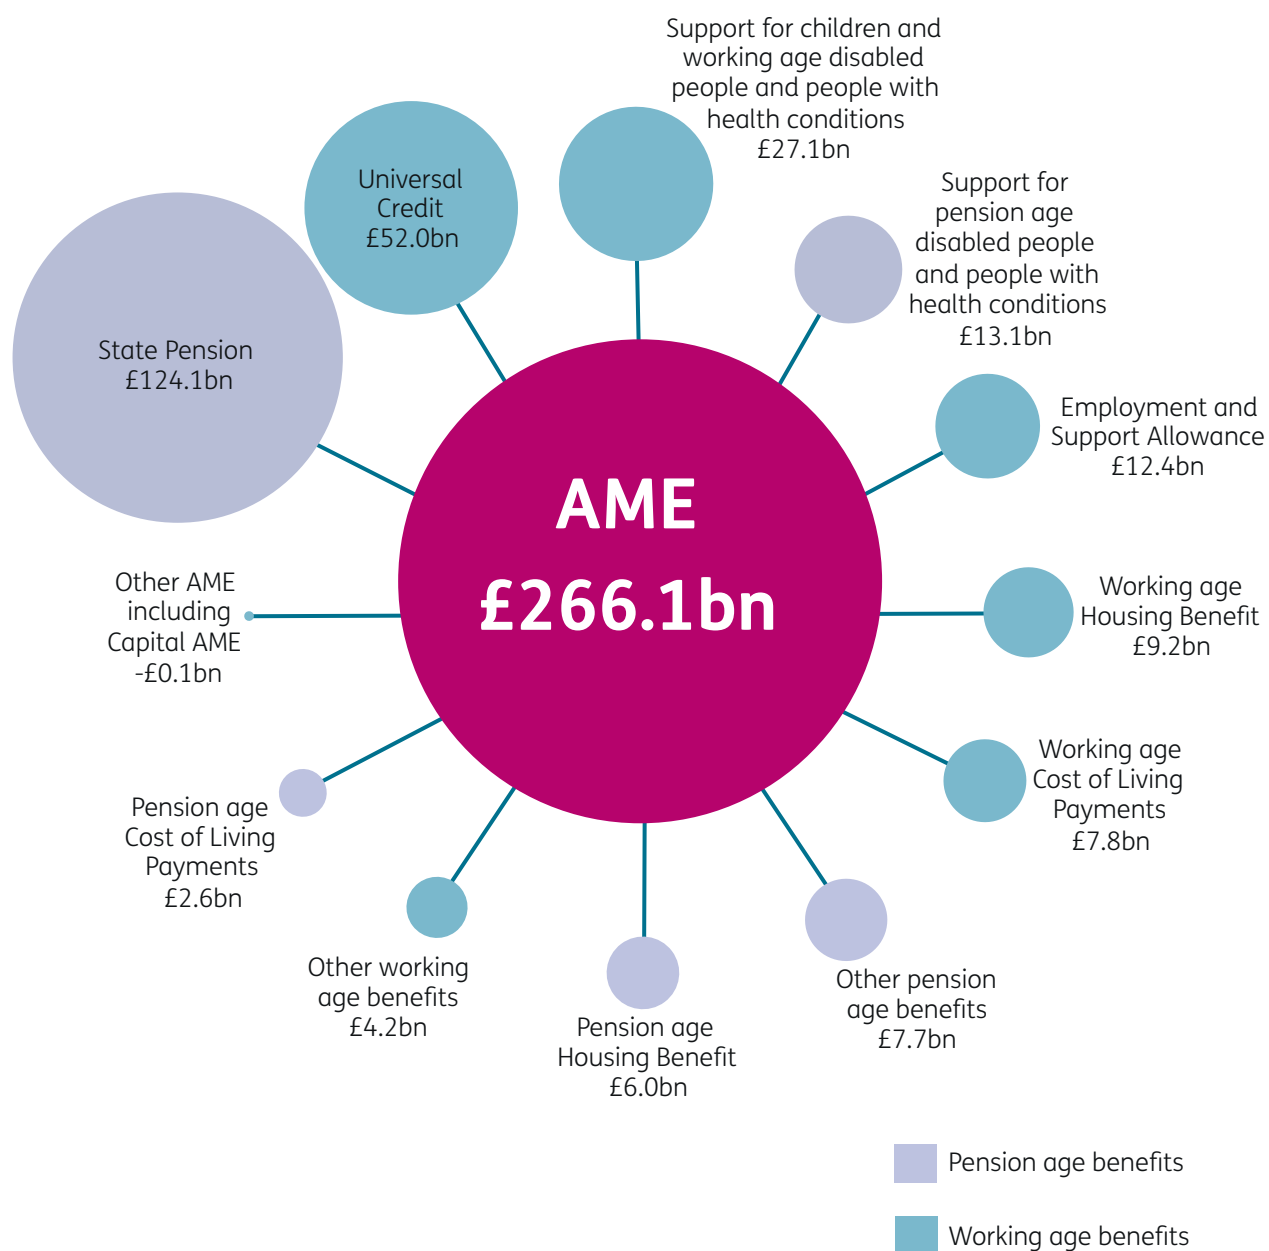 Support for children and
working age disabled
people and people with
health conditions
£27.1bn
Universal
Credit
£52.0bn
Support for
pension age
disabled people
and people with
health conditions
£13.1bn
State Pension
£124.1bn
Employment and
Support Allowance
£12.4bn
AME
£266.1bn
Other AME
including
Capital AME
-£0.1bn
Working age
Housing Benefit
£9.2bn
Working age
Cost of Living
Payments
£7.8bn
Pension age
Cost of Living
Payments
£2.6bn
Other working
age benefits
£4.2bn
Pension age
Housing Benefit
£6.0bn
Other pension
age benefits
£7.7bn
Pension age benefits
Working age benefits